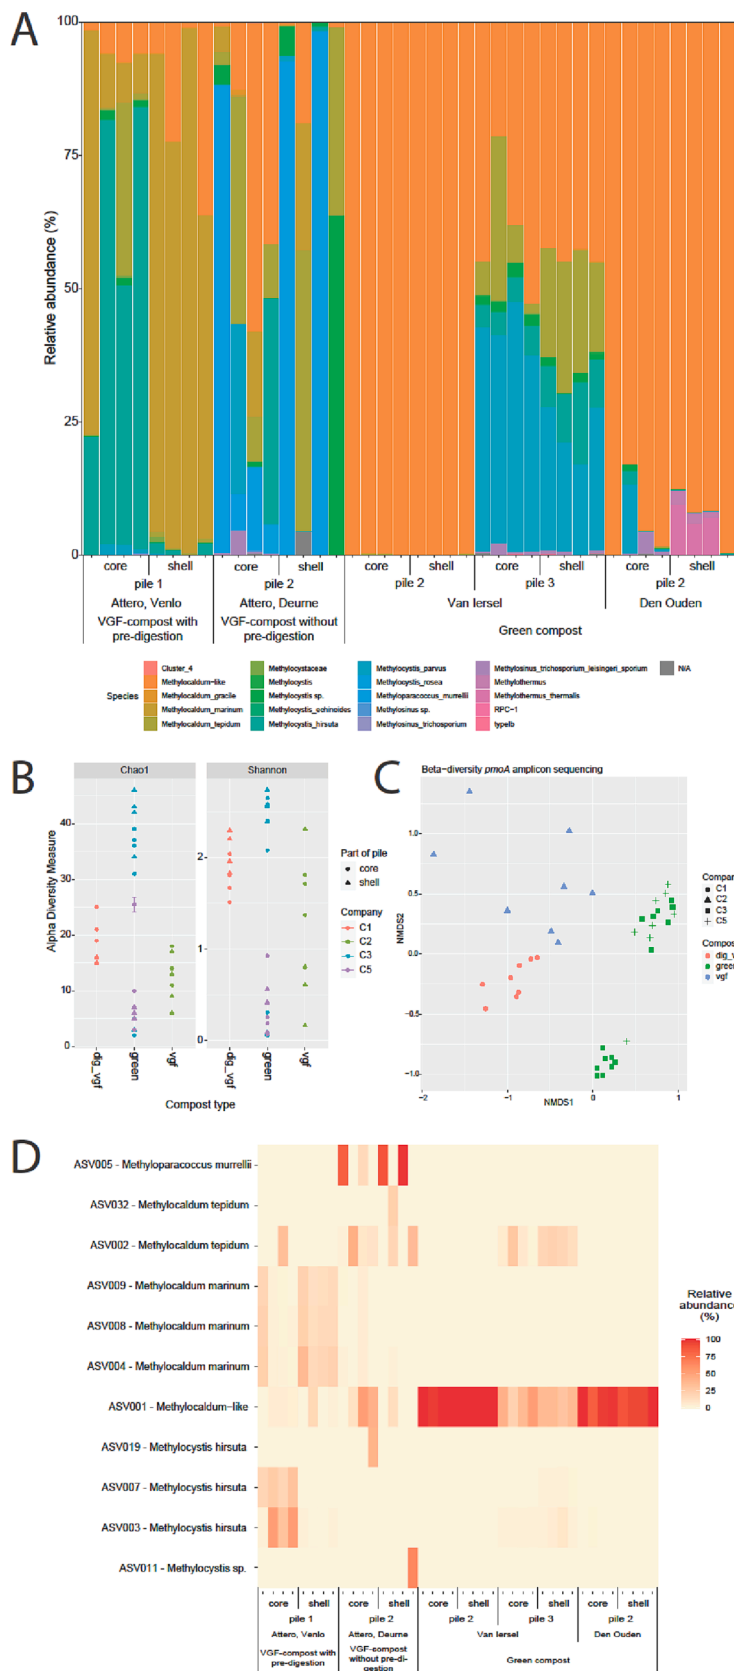 A
100
75
50
25
0
Relative abundance (%)
core shell core shell core shell core shell core shell
pile 1 pile 2 pile 2 pile 3 pile 2
Attero, Venlo Attero, Deurne Van Iersel Den Ouden
VGF-compost with VGF-compost without
pre-digestion pre-digestion Green compost
Species
Cluster_4 Methylocystaceae Methylocystis_parvus Methylosinus_trichosporium_leisingeri_sporium N/A
Methylocaldum-like Methylocystis Methylocystis_rosea Methylothermus
Methylocaldum_gracile Methylocystis sp. Methyloparacoccus_murrellii Methylothermus_thermalis
Methylocaldum_marinum Methylocystis_echinoides Methylosinus sp. RPC-1
Methylocaldum_tepidum Methylocystis_hirsuta Methylosinus_trichosporium typeIb
B
Chao1 Shannon
40
30
20
10
0
2
1
0
Alpha Diversity Measure
dig_vgf green vgf dig_vgf green vgf
Compost type
Part of pile
core
shell
Company
C1
C2
C3
C5
C
Beta-diversity pmoA amplicon sequencing
1.0
0.5
0.0
-0.5
-1.0
NMDS2
-2 -1 0 1
NMDS1
Compar
C1
C2
C3
C5
Compos
dig_v
green
vgf
D
ASV005 - Methyloparacoccus murrellii
ASV032 - Methylocaldum tepidum
ASV002 - Methylocaldum tepidum
ASV009 - Methylocaldum marinum
ASV008 - Methylocaldum marinum
ASV004 - Methylocaldum marinum
ASV001 - Methylocaldum-like
ASV019 - Methylocystis hirsuta
ASV007 - Methylocystis hirsuta
ASV003 - Methylocystis hirsuta
ASV011 - Methylocystis sp.
Relative
abundance
(%)
100
75
50
25
0
core shell core shell core shell core shell core shell
pile 1 pile 2 pile 2 pile 3 pile 2
Attero, Venlo Attero, Deurne Van Iersel Den Ouden
VGF-compost with VGF-compost
pre-digestion without pre-di-
gestion Green compost